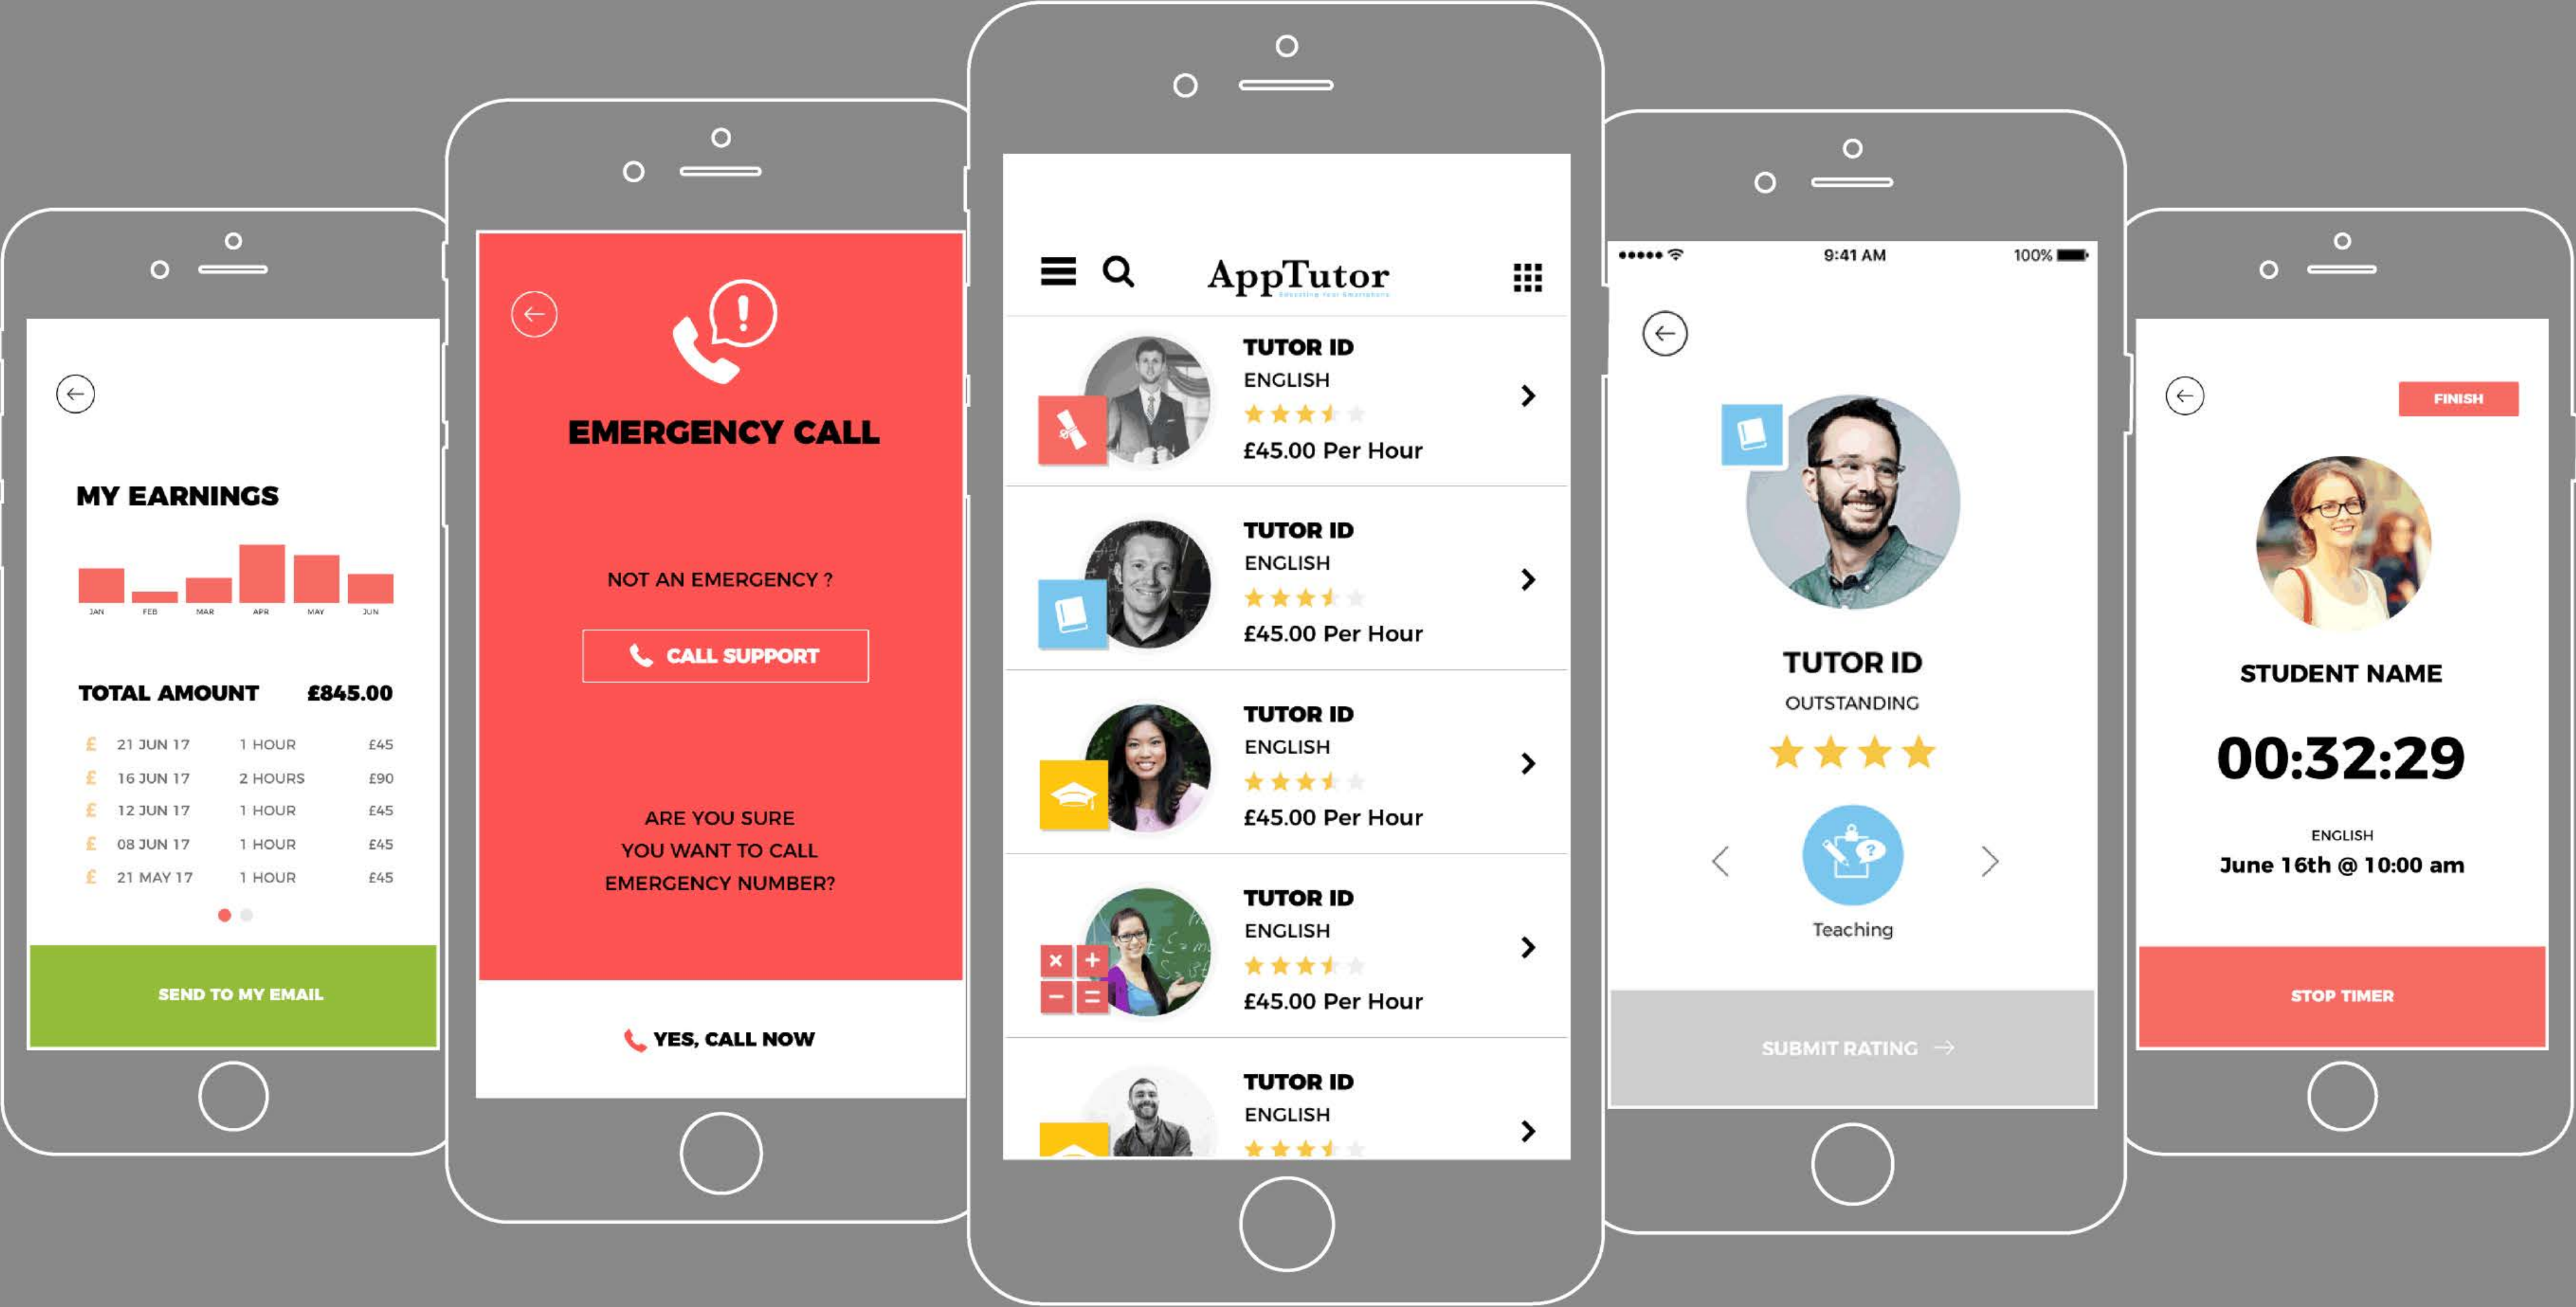 MY EARNINGS
JAN FEB MAR APR MAY JUN
TOTAL AMOUNT £845.00
£ 21 JUN 17 1 HOUR £45
£ 16 JUN 17 2 HOURS £90
£ 12 JUN 17 1 HOUR £45
£ 08 JUN 17 1 HOUR £45
£ 21 MAY 17 1 HOUR £45
SEND TO MY EMAIL
EMERGENCY CALL
NOT AN EMERGENCY ?
CALL SUPPORT
ARE YOU SURE
YOU WANT TO CALL
EMERGENCY NUMBER?
YES, CALL NOW
AppTutor
Educating Your Smartphone
TUTOR ID
ENGLISH
£45.00 Per Hour
TUTOR ID
ENGLISH
£45.00 Per Hour
TUTOR ID
ENGLISH
£45.00 Per Hour
TUTOR ID
ENGLISH
£45.00 Per Hour
TUTOR ID
ENGLISH
9:41 AM 100%
TUTOR ID
OUTSTANDING
Teaching
SUBMIT RATING
FINISH
STUDENT NAME
00:32:29
ENGLISH
June 16th @ 10:00 am
STOP TIMER